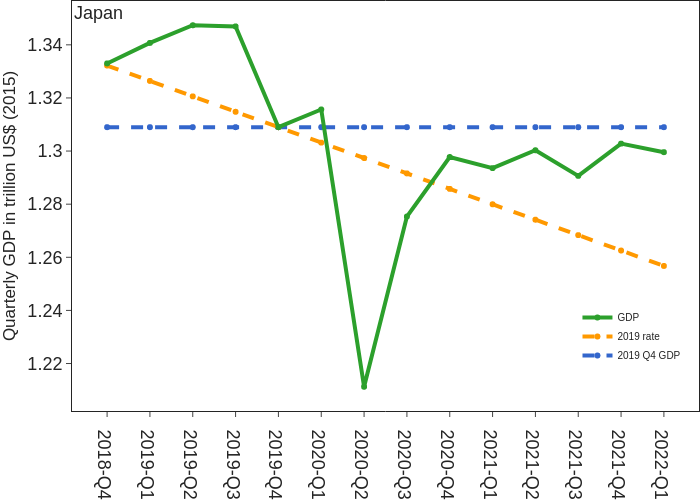 Japan
Quarterly GDP in trillion US$ (2015)
1.34
1.32
1.3
1.28
1.26
1.24
1.22
GDP
2019 rate
2019 Q4 GDP
2018-Q4
2019-Q1
2019-Q2
2019-Q3
2019-Q4
2020-Q1
2020-Q2
2020-Q3
2020-Q4
2021-Q1
2021-Q2
2021-Q3
2021-Q4
2022-Q1